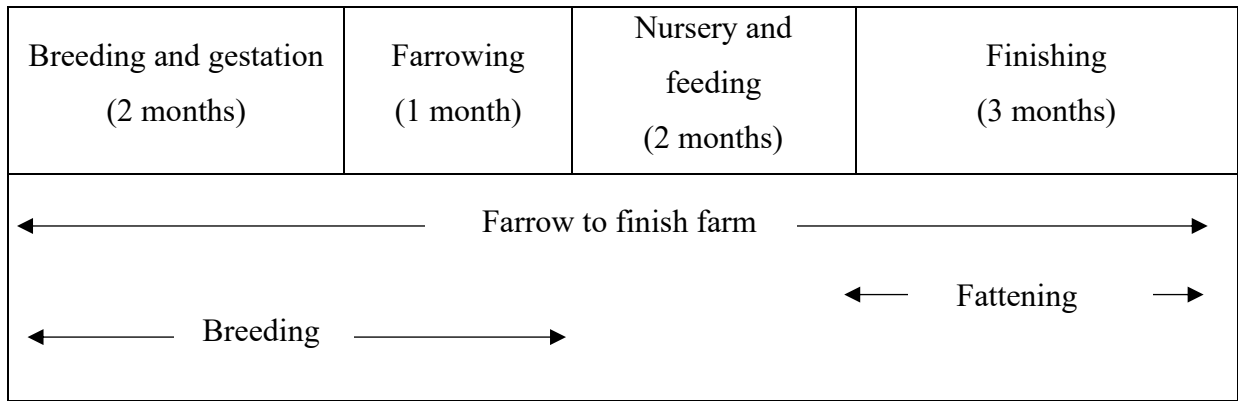 Breeding and gestation
(2 months)
Farrowing
(1 month)
Nursery and
feeding
(2 months)
Finishing
(3 months)
Farrow to finish farm
Fattening
Breeding